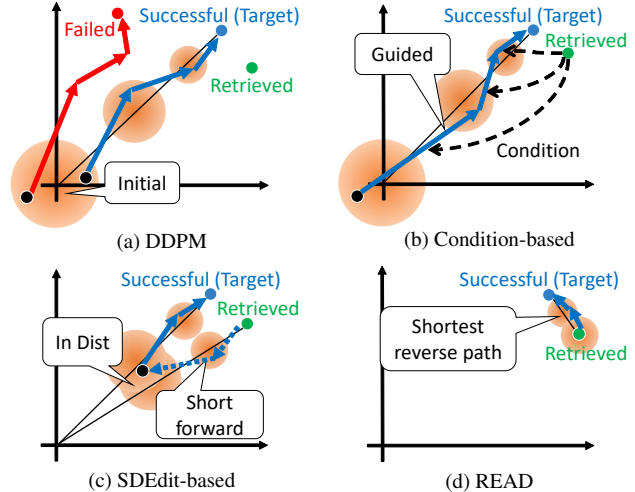 Failed
Successful (Target)
Retrieved
Initial
(a) DDPM
Successful (Target)
Retrieved
Guided
Condition
(b) Condition-based
Successful (Target)
Retrieved
In Dist
Short
forward
(c) SDEdit-based
Successful (Target)
Shortest
reverse path
Retrieved
(d) READ